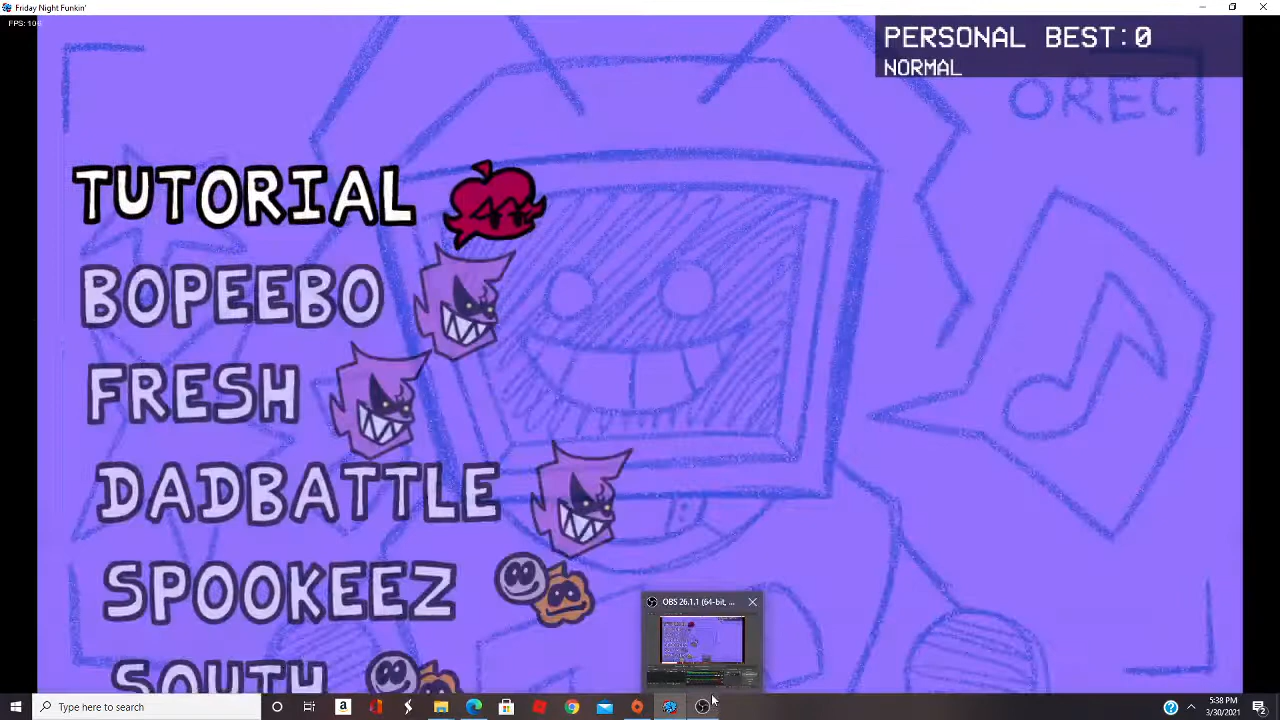 Friday Night Funkin'
PERSONAL BEST:0
NORMAL
OREC
TUTORIAL
BOPEEBO
FRESH
DADBATTLE
SPOOKEEZ
SOUTH
OBS 26.1.1 (64-bit, ...
Type here to search
5:38 PM
3/30/2021